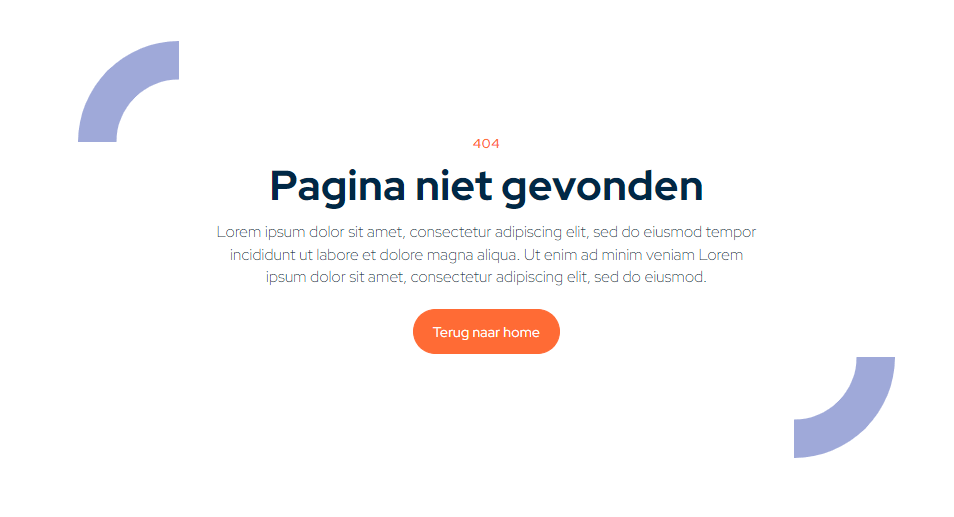 404
Pagina niet gevonden
Lorem ipsum dolor sit amet, consectetur adipiscing elit, sed do eiusmod tempor
incididunt ut labore et dolore magna aliqua. Ut enim ad minim veniam Lorem
ipsum dolor sit amet, consectetur adipiscing elit, sed do eiusmod.
Terug naar home